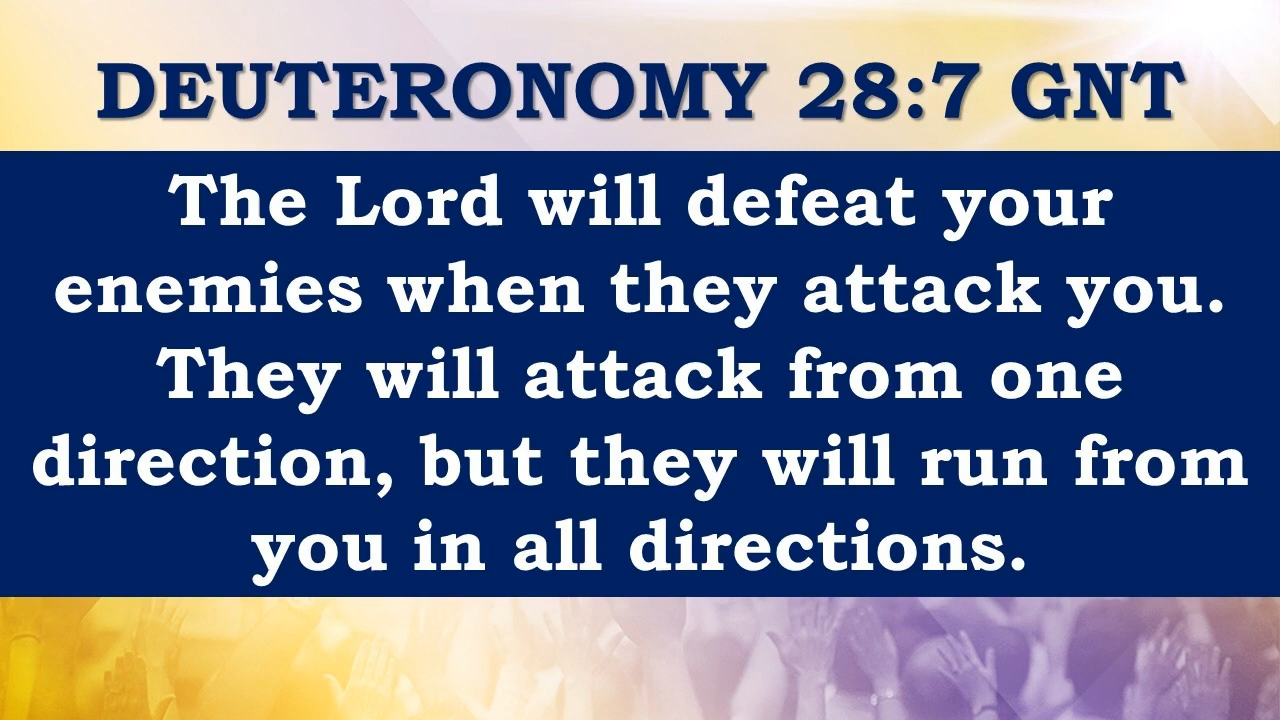 DEUTERONOMY 28:7 GNT
The Lord will defeat your
enemies when they attack you.
They will attack from one
direction, but they will run from
you in all directions.